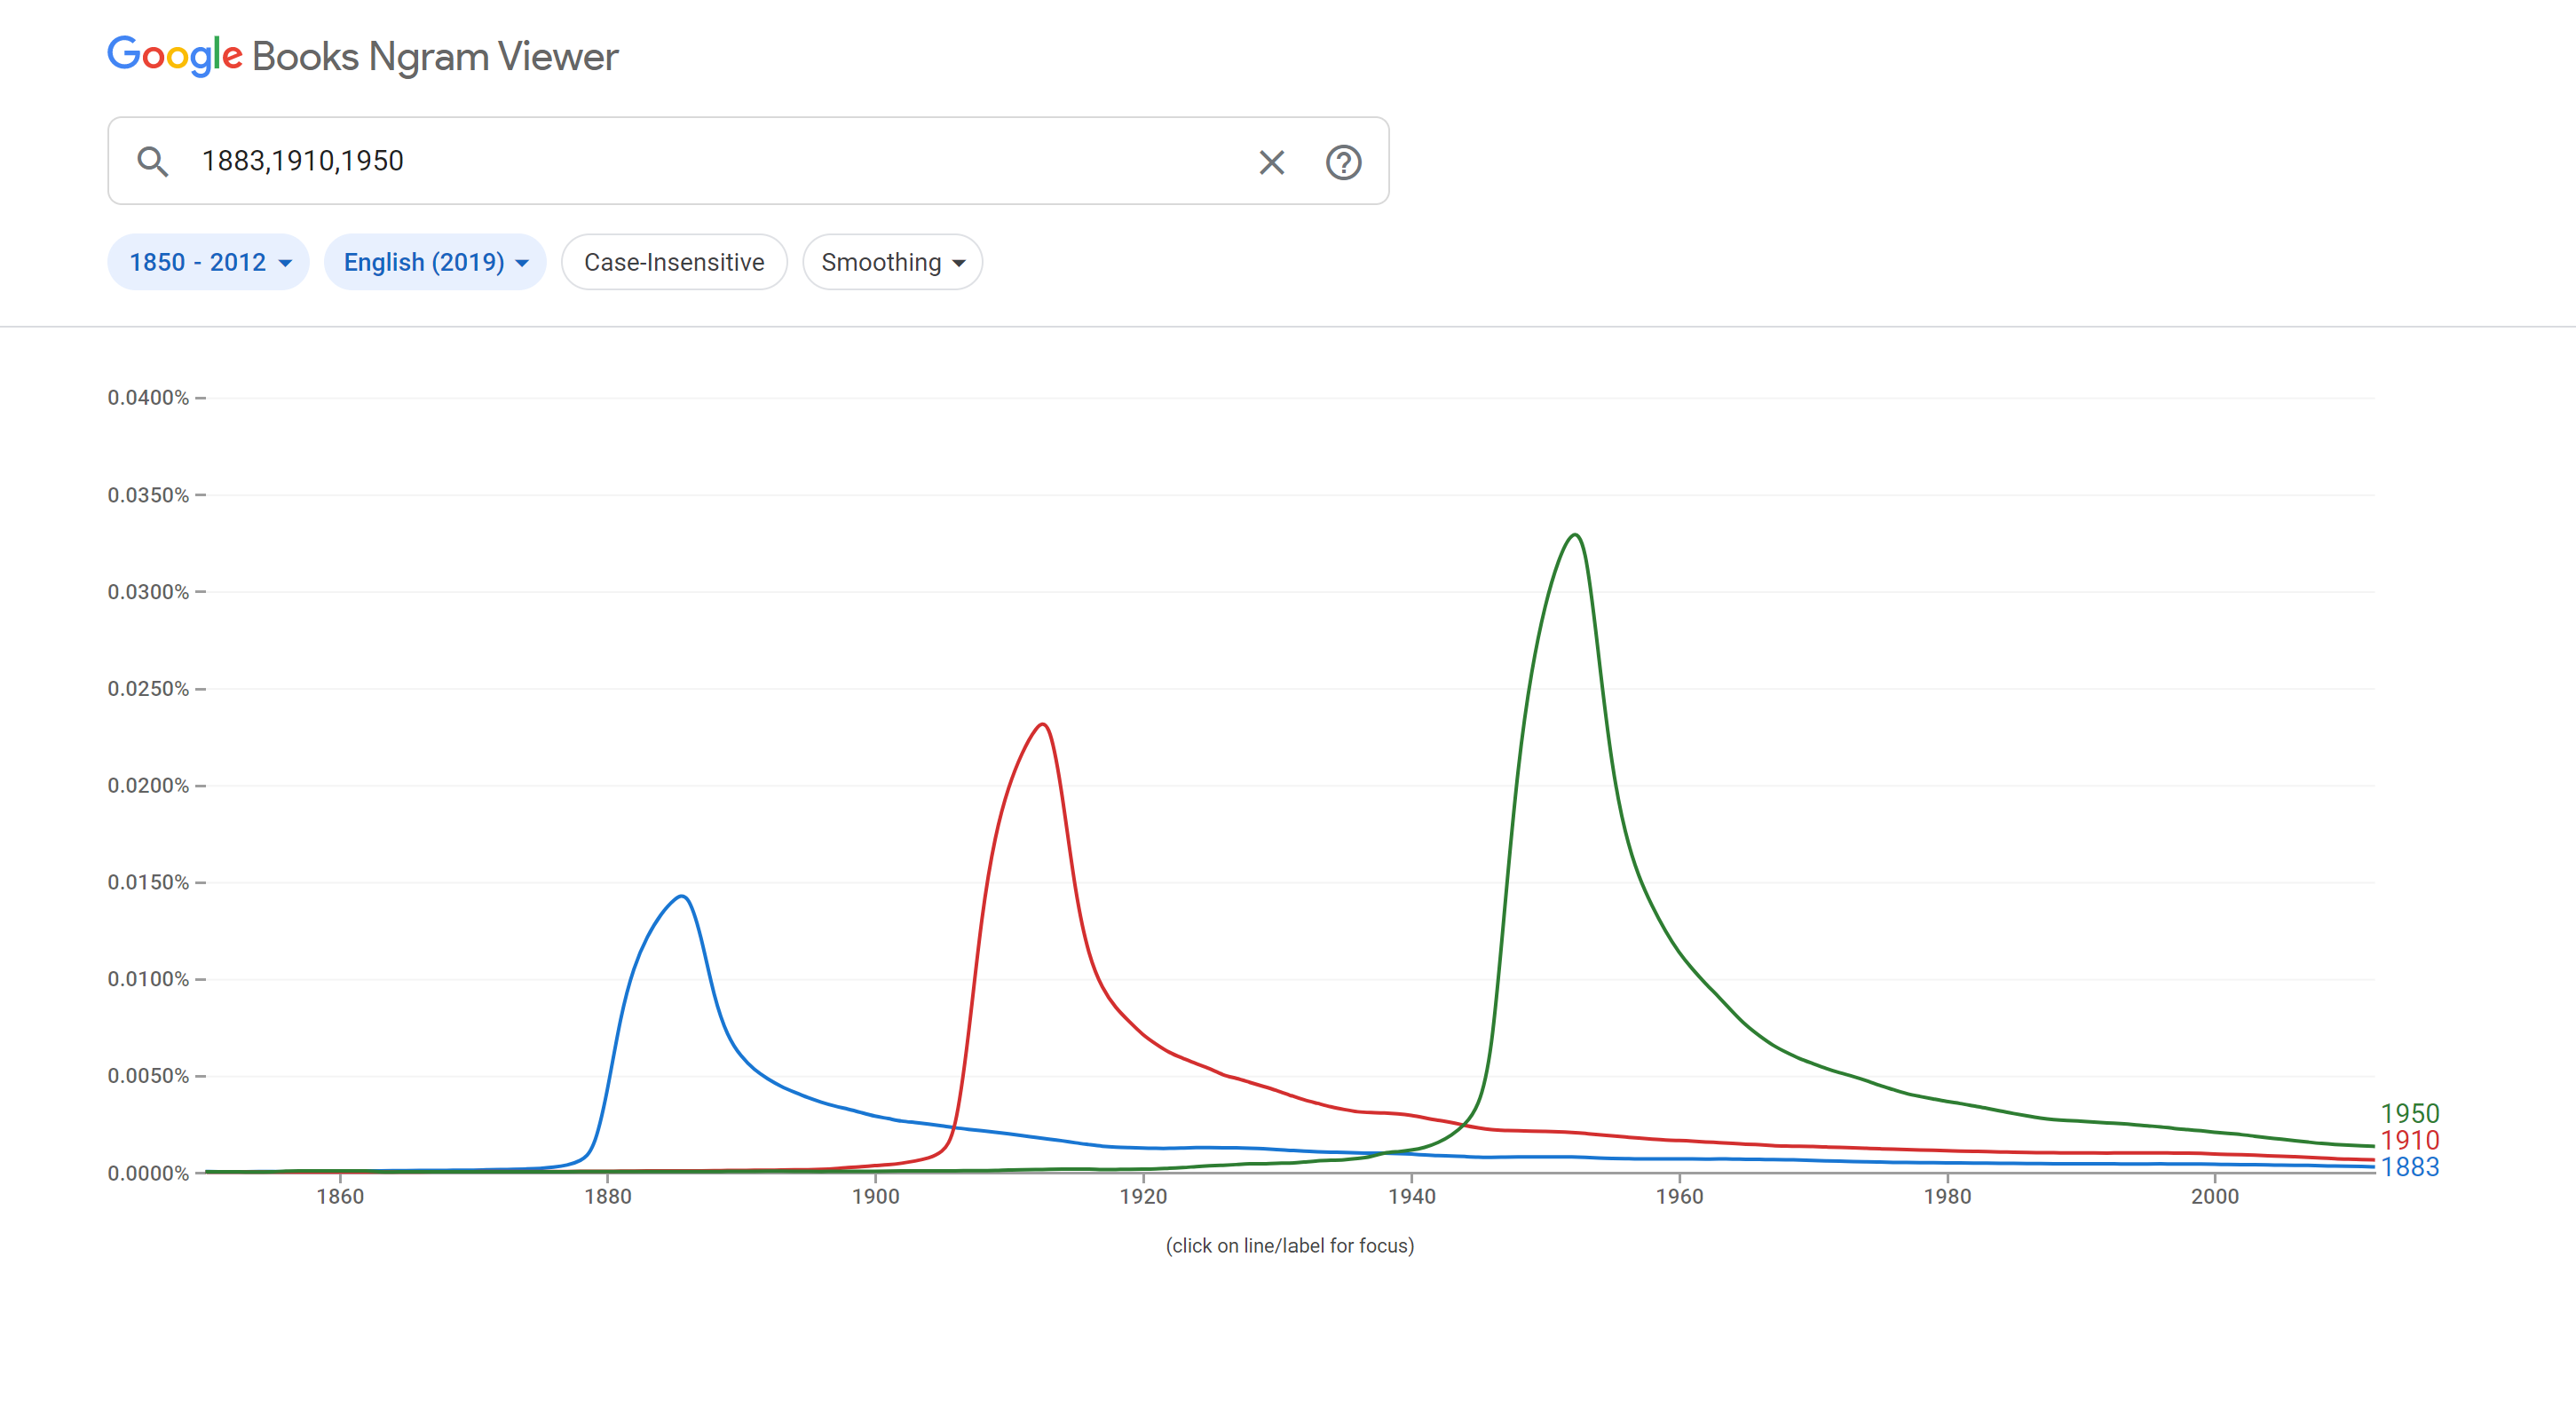 Google Books Ngram Viewer
1883,1910,1950
1850 - 2012
English (2019)
Case-Insensitive
Smoothing
0.0400%
0.0350%
0.0300%
0.0250%
0.0200%
0.0150%
0.0100%
0.0050%
0.0000%
1950
1910
1883
1860 1880 1900 1920 1940 1960 1980 2000
(click on line/label for focus)